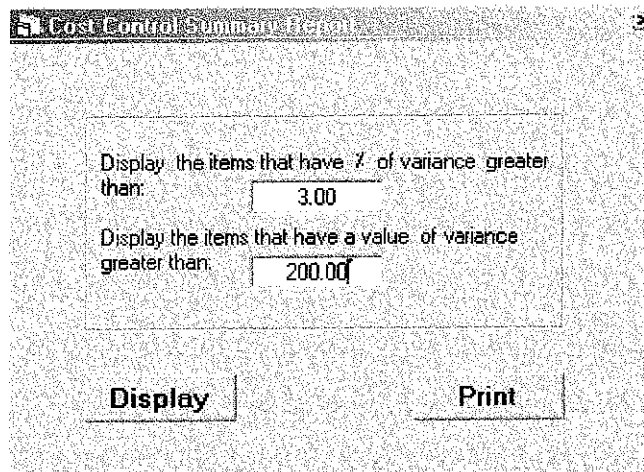 Cost Control Summary Report
Display the items that have % of variance greater
than:
3.00
Display the items that have a value of variance
greater than:
200.00
Display
Print